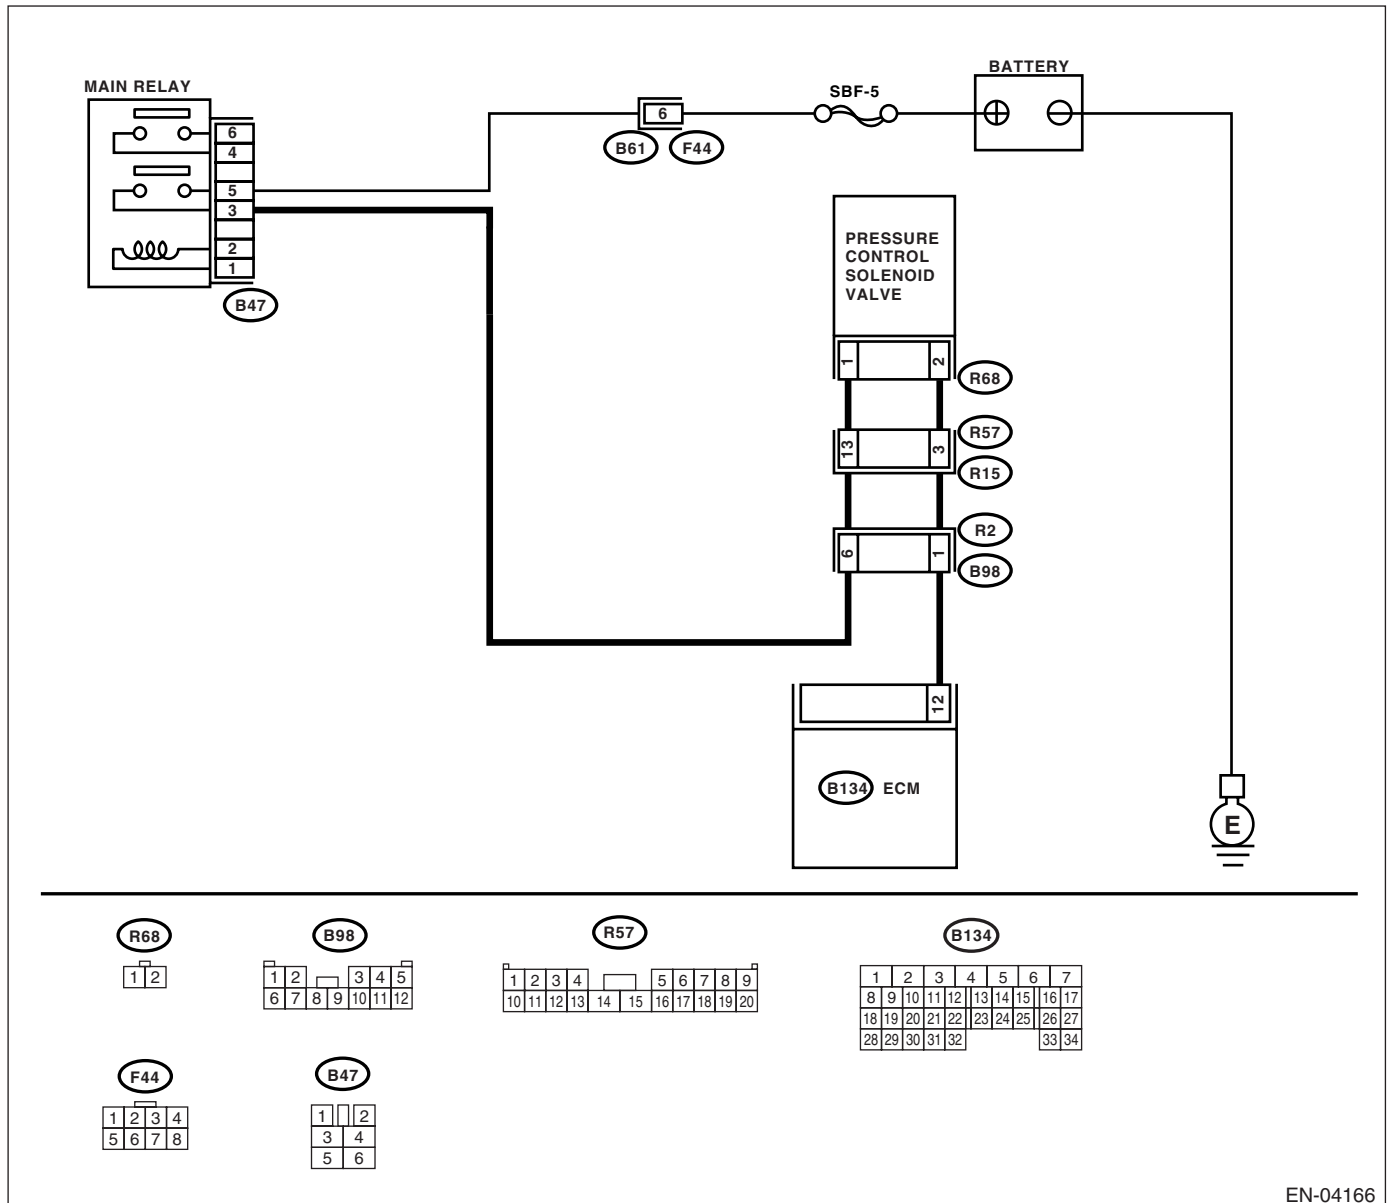 MAIN RELAY
6
4
5
3
2
1
B47
6
B61 F44
SBF-5
BATTERY
PRESSURE
CONTROL
SOLENOID
VALVE
1 2
R68
13 3
R57
R15
6 1
R2
B98
12
B134 ECM
E
R68
1 2
B98
1 2 3 4 5
6 7 8 9 10 11 12
R57
1 2 3 4 5 6 7 8 9
10 11 12 13 14 15 16 17 18 19 20
B134
1 2 3 4 5 6 7
8 9 10 11 12 13 14 15 16 17
18 19 20 21 22 23 24 25 26 27
28 29 30 31 32 33 34
F44
1 2 3 4
5 6 7 8
B47
1 2
3 4
5 6
EN-04166